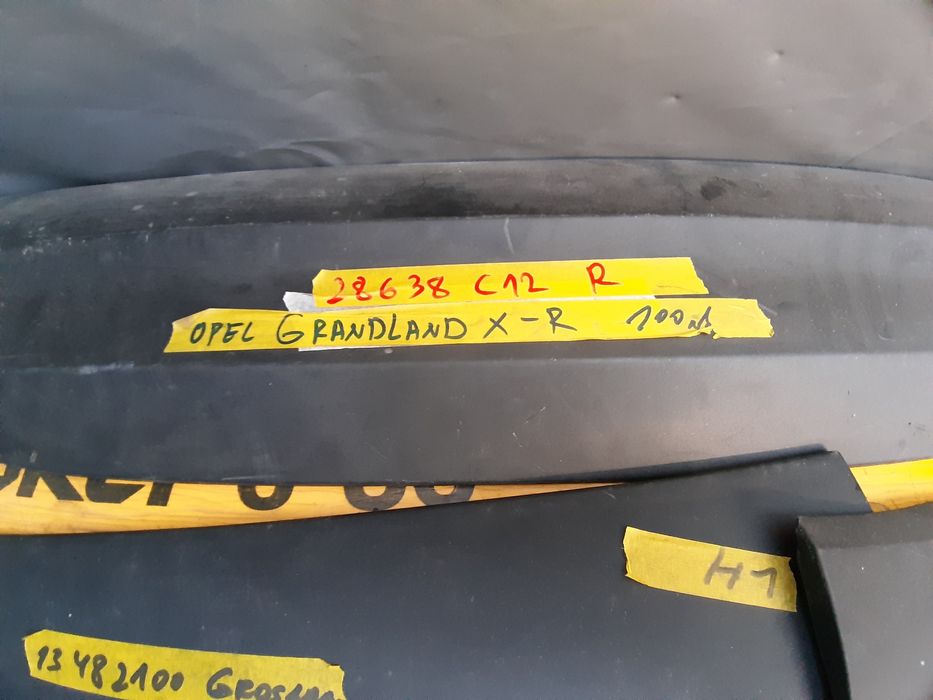 28638 C12 R
OPEL GRANDLAND X-R
H1
13482100